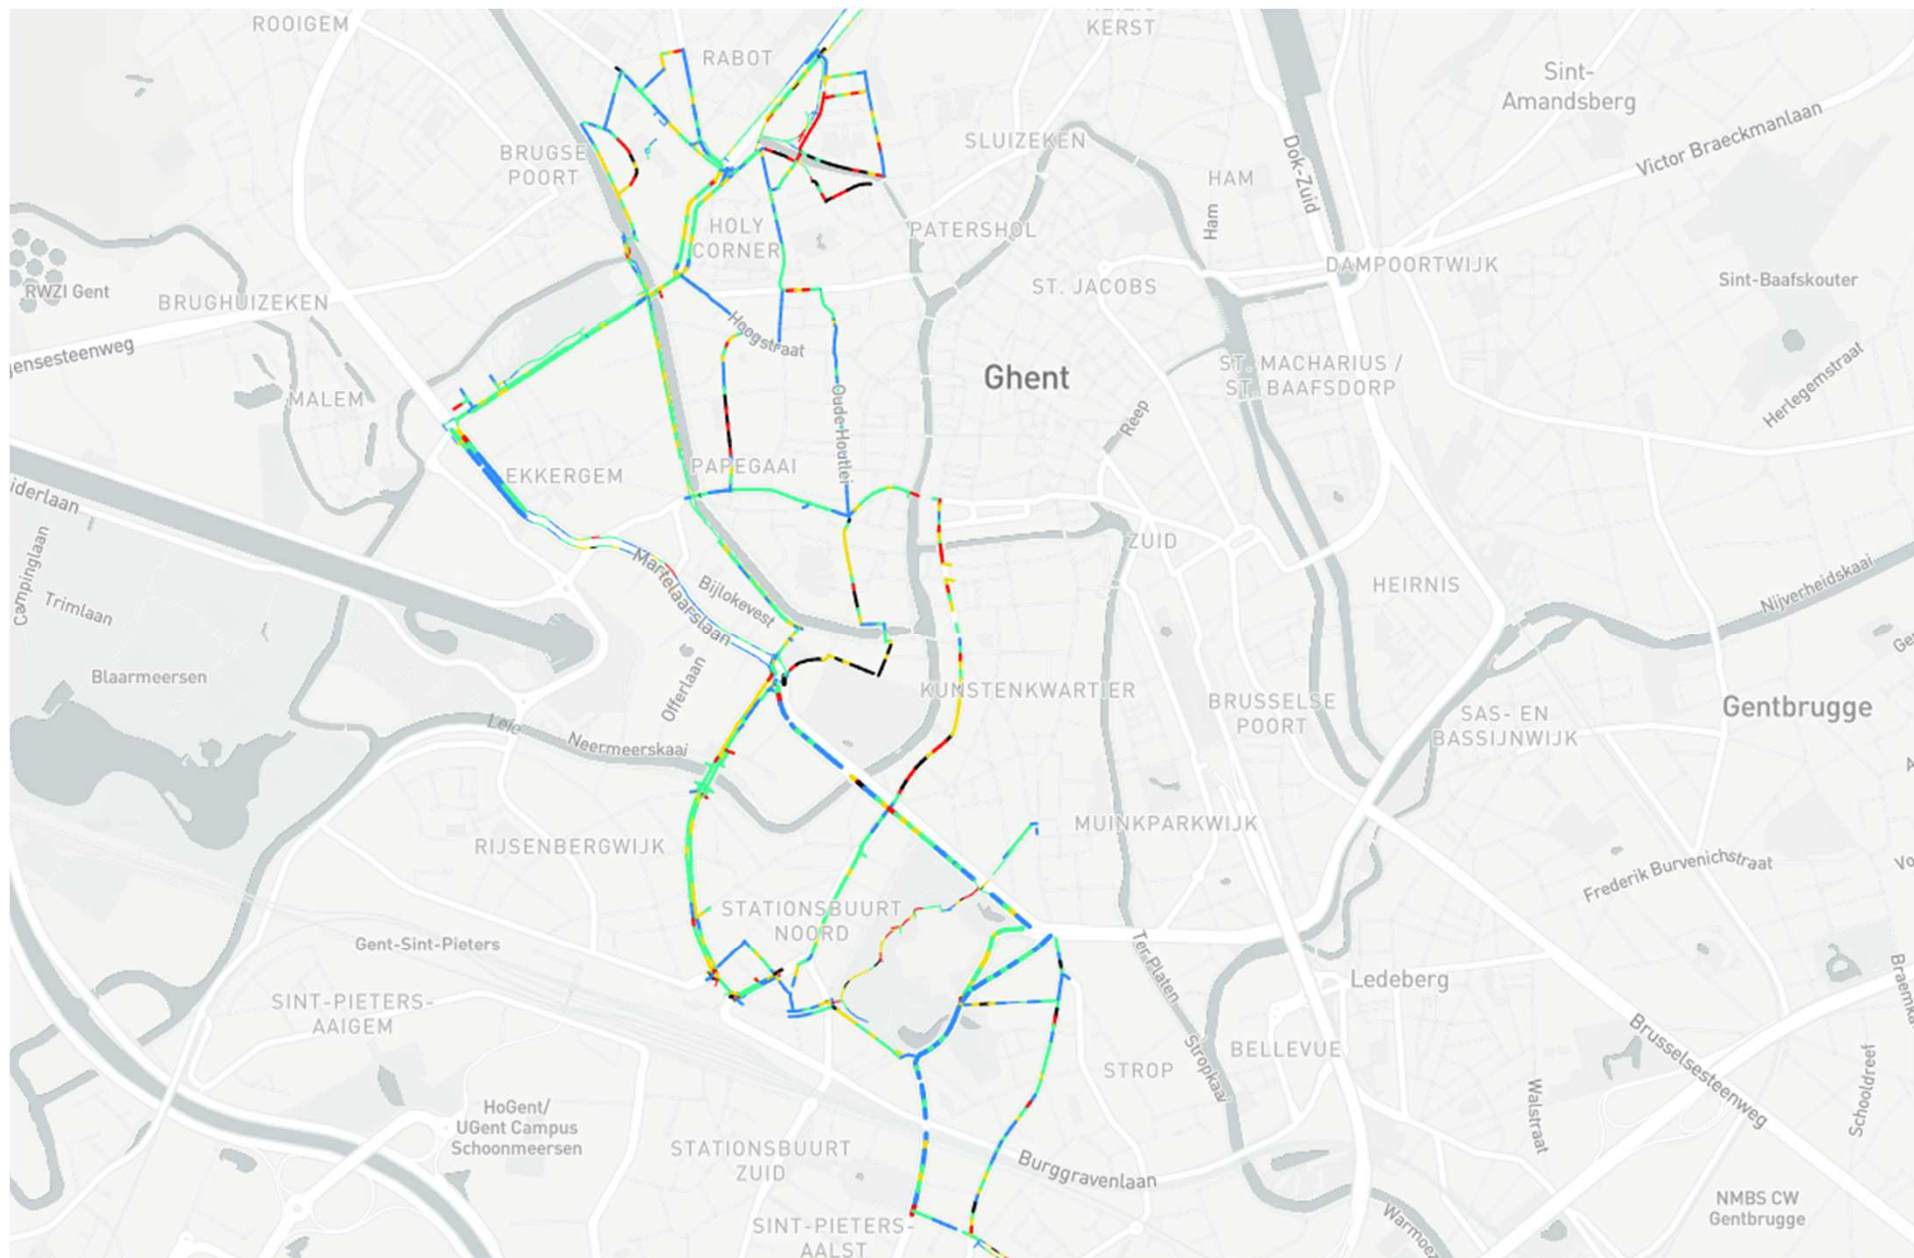 ROOIGEM
KERST
RABOT
Sint-
Amandsberg
Victor Braeckmanlaan
SLUIZEKEN
BRUGSE
POORT
Dok-Zuid
HAM
Ham
HOLY
CORNER
PATERSHOL
DAMPOORTWIJK
RWZI Gent
BRUGHUIZEKEN
ST. JACOBS
Sint-Baafskouter
Hoogstraat
jensesteenweg
ST. MACHARIUS /
ST. BAAFSDORP
Ghent
MALEM
Herlegemstraat
Oude Houtlei
Reep
PAPEGAAI
EKKERGEM
iderlaan
Campinglaan
ZUID
Martelaarslaan
Bijlokevest
HEIRNIS
Nijverheidskaai
Trimlaan
Blaarmeersen
Offerlaan
KUNSTENKWARTIER
BRUSSELSE
POORT
SAS- EN
BASSIJNWIJK
Gentbrugge
Leie
Neermeerskaai
RIJSENBERGWIJK
MUINKPARKWIJK
Frederik Burvenichstraat
Vo
STATIONSBUURT
NOORD
Gent-Sint-Pieters
Ter Platen
Ledeberg
SINT-PIETERS-
AAIGEM
Stropkaai
BELLEVUE
Brusselsesteenweg
STROP
Schooldreef
Walstraat
HoGent/
UGent Campus
Schoonmeersen
STATIONSBUURT
ZUID
Burggravenlaan
NMBS CW
Gentbrugge
SINT-PIETERS-
AALST
Warmoez